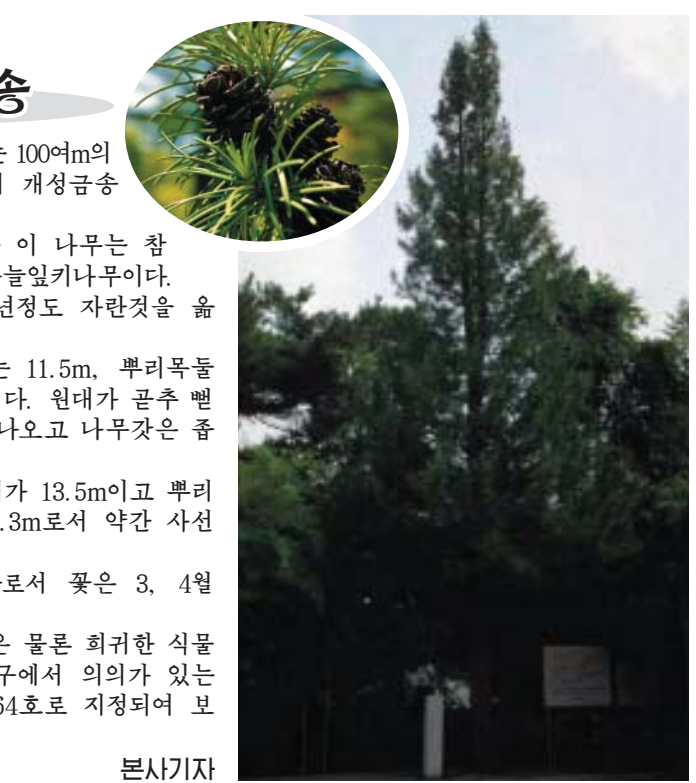 송
100여m의
개성금송
이 나무는 참
늘잎키나무이다.
년정도 자란것을 옮
는 11.5m, 뿌리목둘
다. 원대가 곧추 뻗
나오고 나무갓은 좁
가 13.5m이고 뿌리
.3m로서 약간 사선
로서 꽃은 3, 4월
은 물론 희귀한 식물
구에서 의의가 있는
64호로 지정되여 보
본사기자